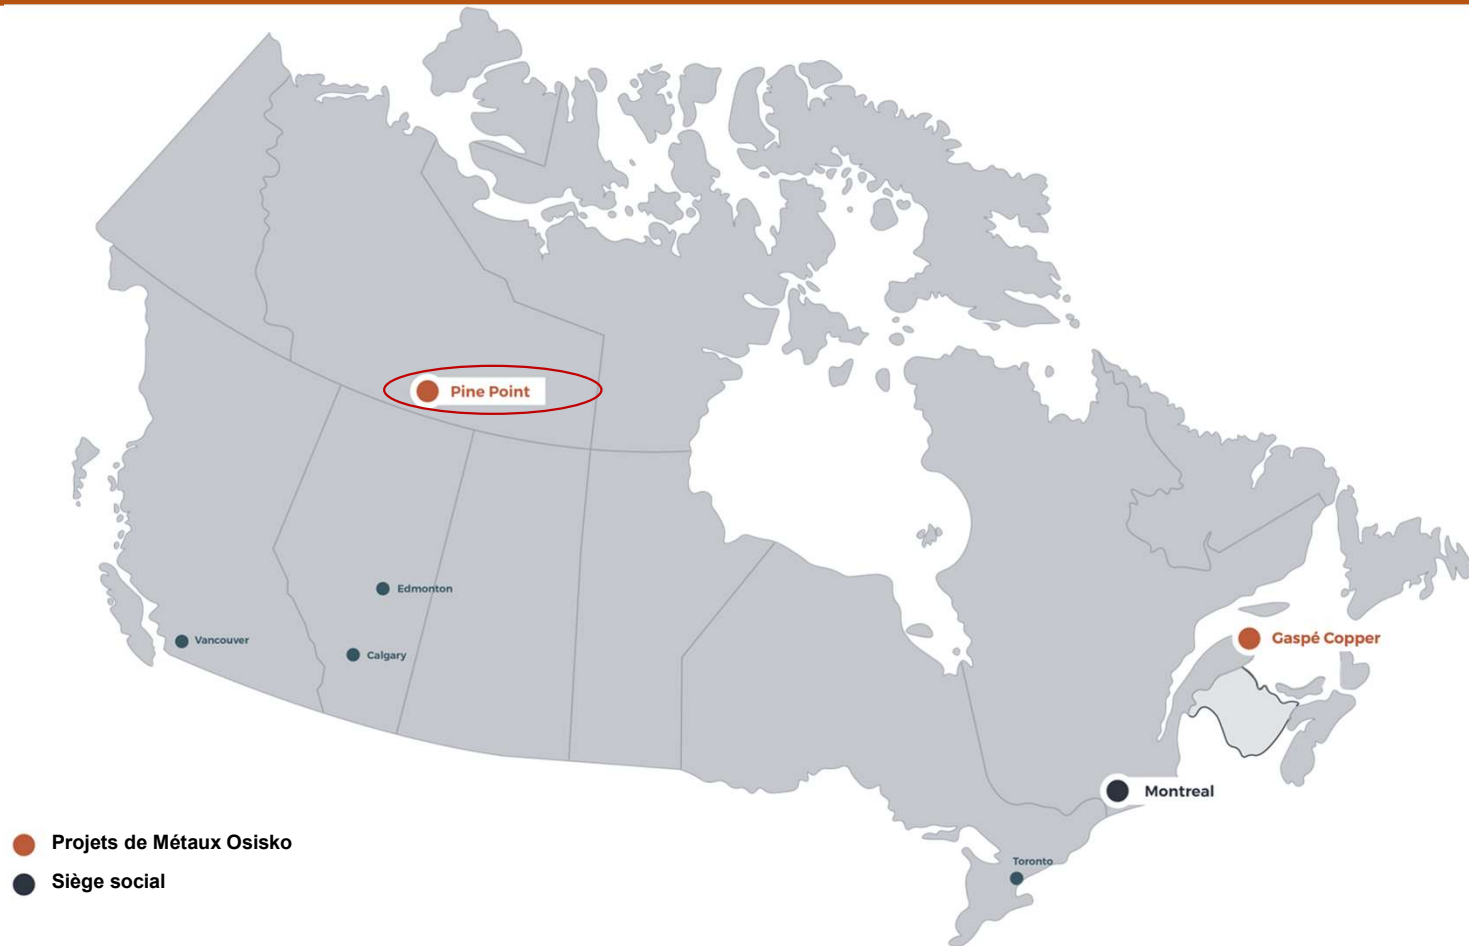 Pine Point
Edmonton
Vancouver
Calgary
Gaspé Copper
Montreal
Toronto
Projets de Métaux Osisko
Siège social